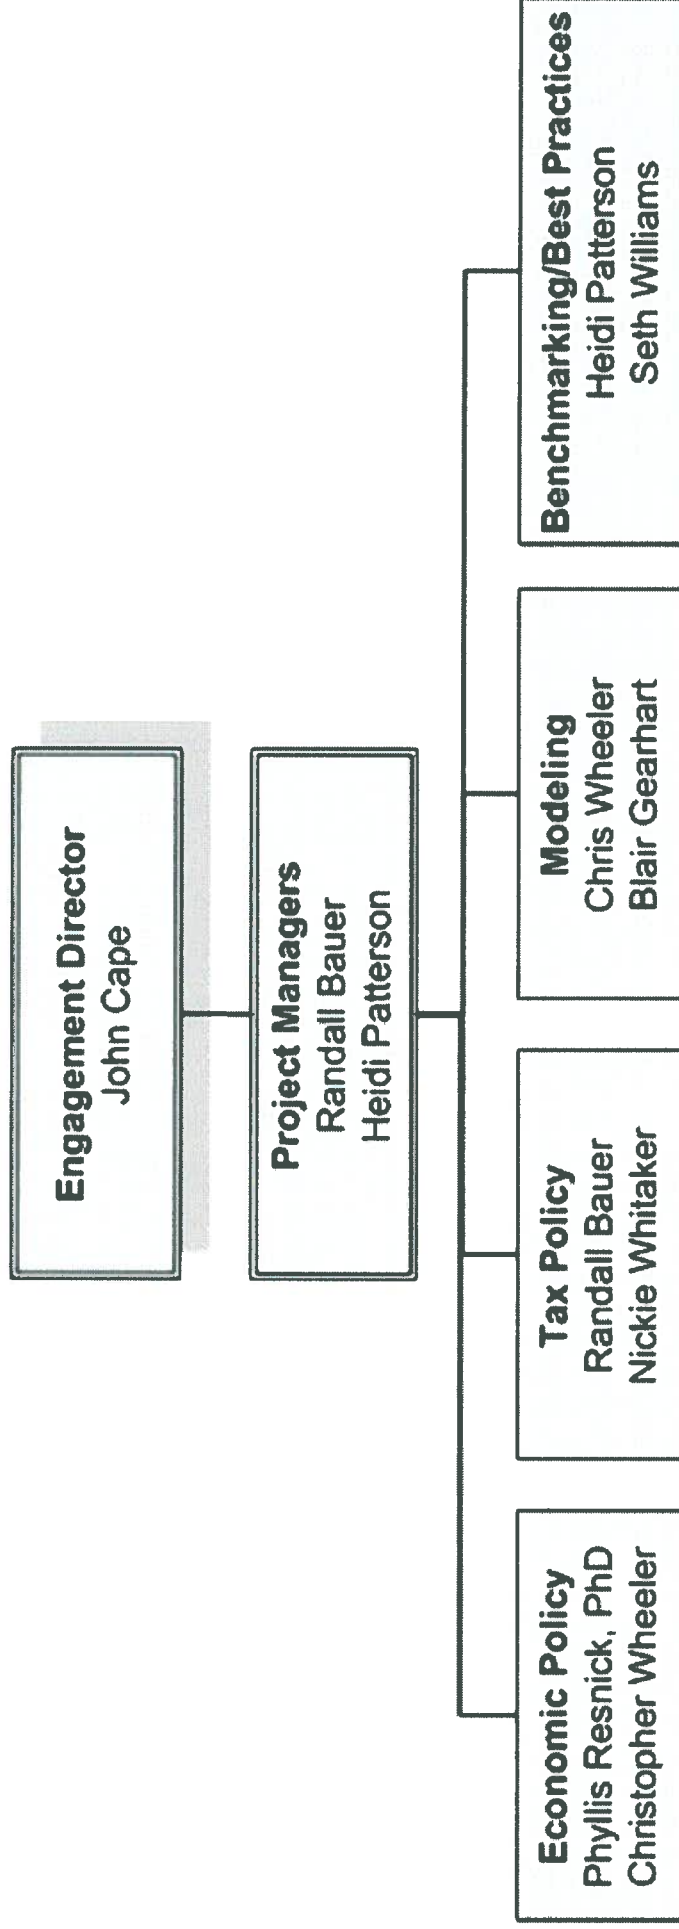 Engagement Director
John Cape
Project Managers
Randall Bauer
Heidi Patterson
Economic Policy
Phyllis Resnick, PhD
Christopher Wheeler
Tax Policy
Randall Bauer
Nickie Whitaker
Modeling
Chris Wheeler
Blair Gearhart
Benchmarking/Best Practices
Heidi Patterson
Seth Williams